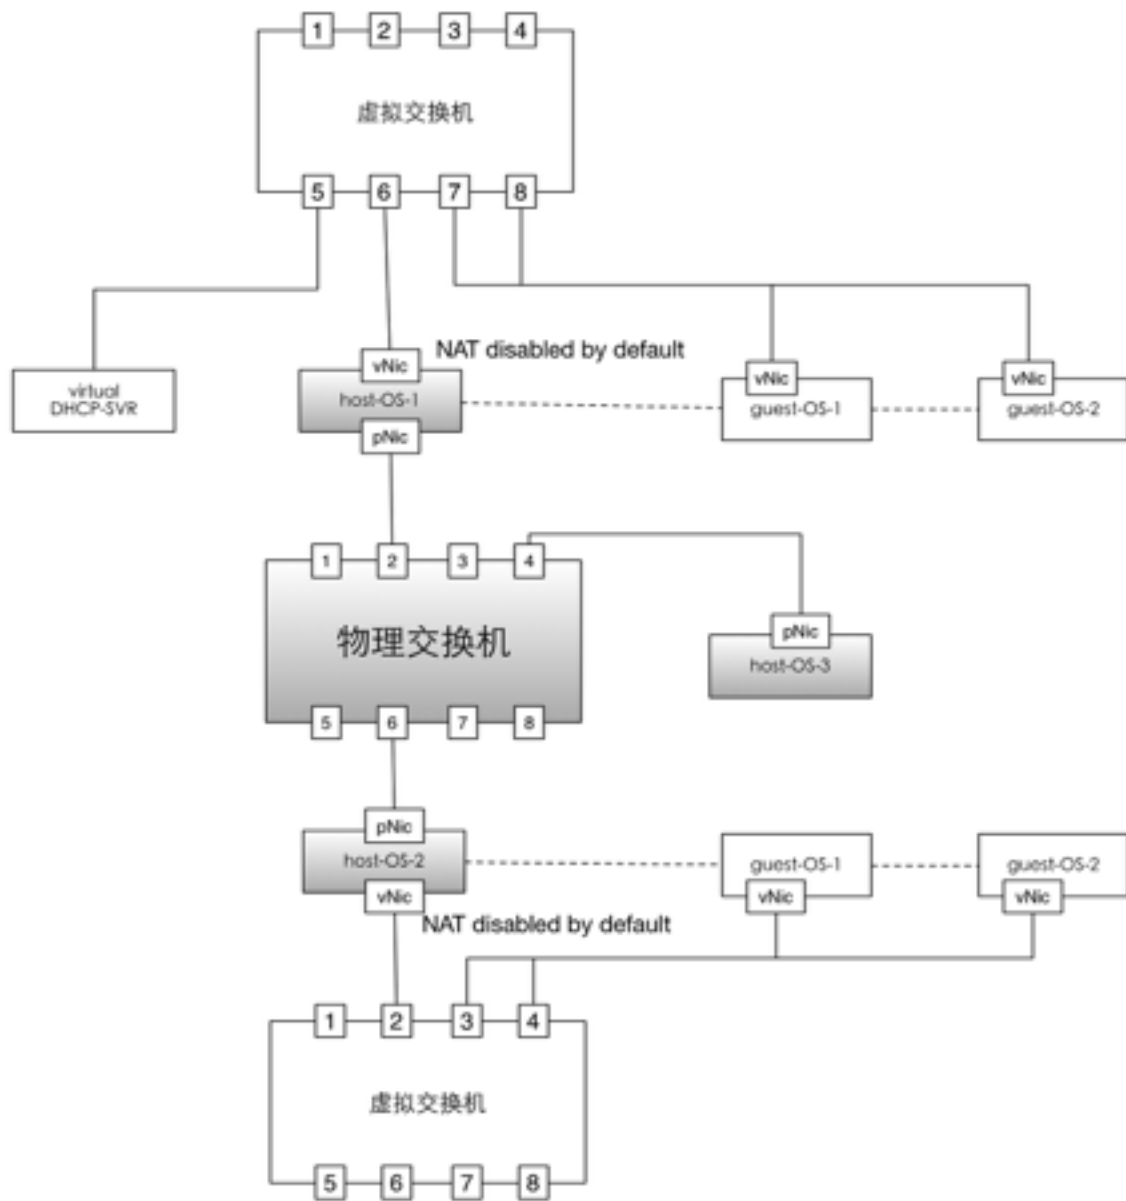 1 2 3 4
虚拟交换机
5 6 7 8
NAT disabled by default
vNic
vNic
vNic
virtual
DHCP-SVR
host-OS-1
guest-OS-1
guest-OS-2
pNic
1 2 3 4
物理交换机
pNic
host-OS-3
5 6 7 8
pNic
host-OS-2
guest-OS-1
guest-OS-2
vNic
vNic
vNic
NAT disabled by default
1 2 3 4
虚拟交换机
5 6 7 8